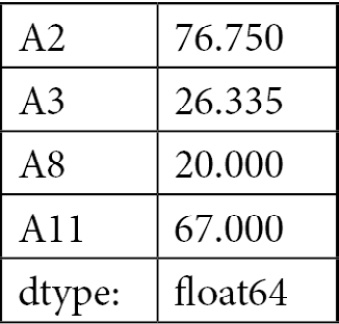 A2 76.750
A3 26.335
A8 20.000
A11 67.000
dtype: float64